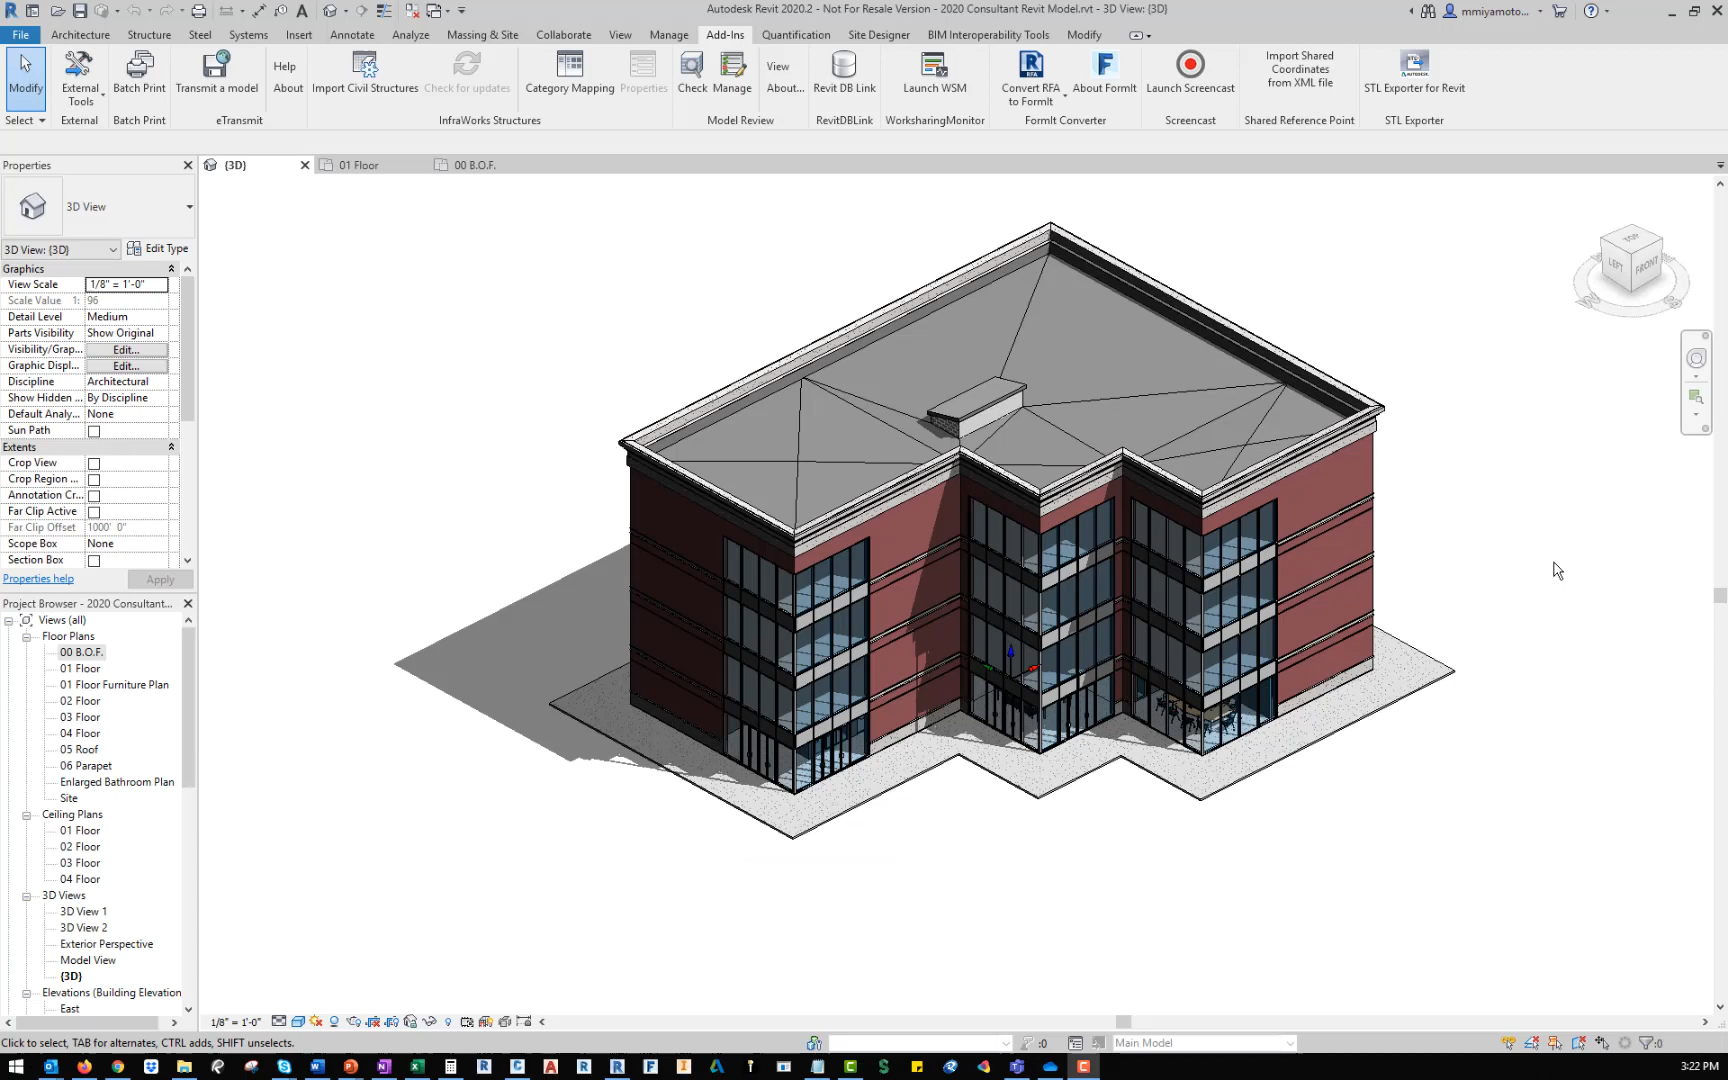 Autodesk Revit 2020.2 - Not For Resale Version - 2020 Consultant Revit Model.rvt - 3D View: {3D}
mmiyamoto...
File Architecture Structure Steel Systems Insert Annotate Analyze Massing & Site Collaborate View Manage Add-Ins Quantification Site Designer BIM Interoperability Tools Modify
Modify
External Tools
Batch Print
Transmit a model
Help
About
Import Civil Structures
Check for updates
Category Mapping
Properties
Check
Manage
View
About...
Revit DB Link
Launch WSM
Convert RFA to FormIt
About FormIt
Launch Screencast
Import Shared Coordinates from XML file
STL Exporter for Revit
Select External Batch Print eTransmit InfraWorks Structures Model Review RevitDBLink WorksharingMonitor FormIt Converter Screencast Shared Reference Point STL Exporter
Properties
{3D} 01 Floor 00 B.O.F.
3D View
3D View: {3D} Edit Type
Graphics
View Scale 1/8" = 1'-0"
Scale Value 1: 96
Detail Level Medium
Parts Visibility Show Original
Visibility/Grap... Edit...
Graphic Displ... Edit...
Discipline Architectural
Show Hidden ... By Discipline
Default Analy... None
Sun Path
Extents
Crop View
Crop Region ...
Annotation Cr...
Far Clip Active
Far Clip Offset 1000' 0"
Scope Box None
Section Box
Properties help Apply
Project Browser - 2020 Consultant...
Views (all)
Floor Plans
00 B.O.F.
01 Floor
01 Floor Furniture Plan
02 Floor
03 Floor
04 Floor
05 Roof
06 Parapet
Enlarged Bathroom Plan
Site
Ceiling Plans
01 Floor
02 Floor
03 Floor
04 Floor
3D Views
3D View 1
3D View 2
Exterior Perspective
Model View
{3D}
Elevations (Building Elevation
East
TOP
LEFT FRONT
W S
1/8" = 1'-0"
Click to select, TAB for alternates, CTRL adds, SHIFT unselects.
:0
Main Model
:0
3:22 PM